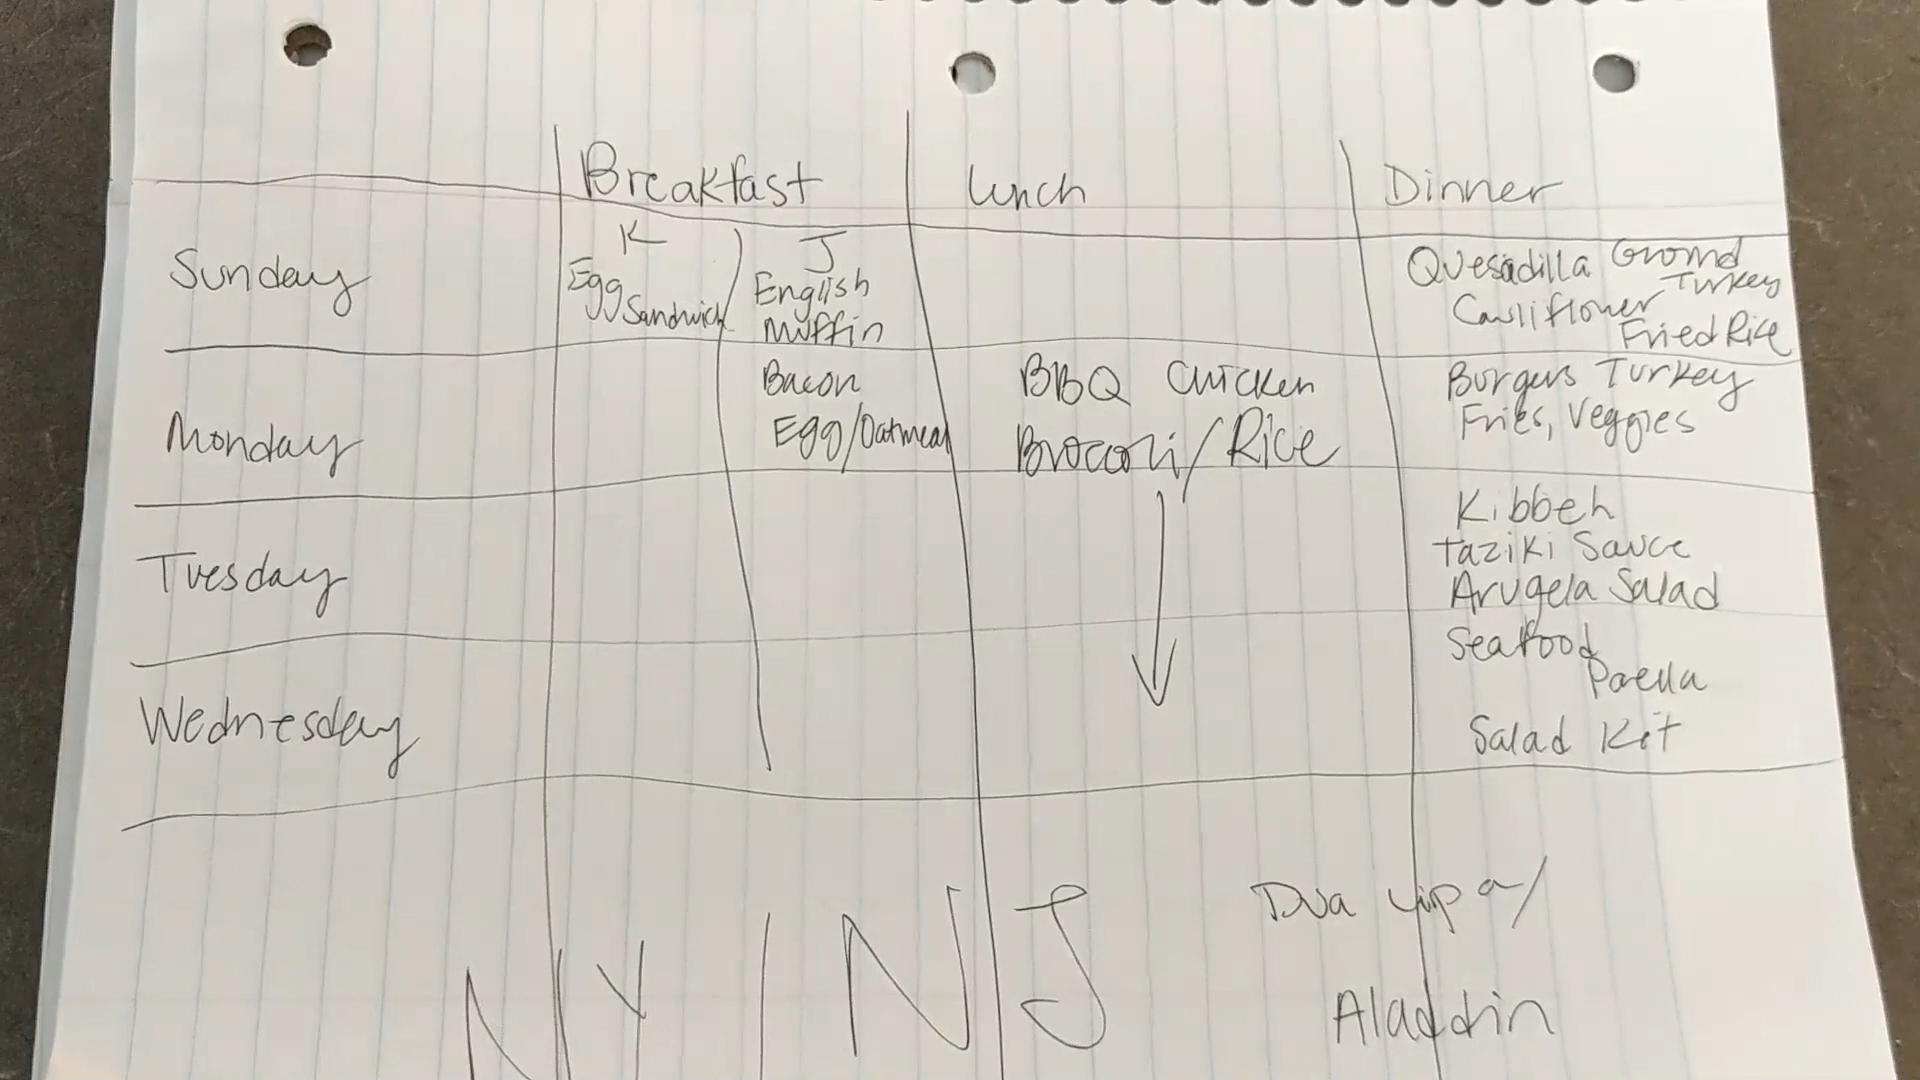 Breakfast Lunch Dinner
Sunday
K
Egg
Sandwich
J
English
Muffin
Quesadilla Ground
Turkey
Cauliflower
Fried Rice
Monday
Bacon
Egg/Oatmeal
BBQ Chicken
Broccoli/Rice
Burgers Turkey
Fries, Veggies
Tuesday
Kibbeh
Taziki Sauce
Arugela Salad
Wednesday
Seafood
Paella
Salad Kit
NY/NJ
Dua Lipa/
Aladdin